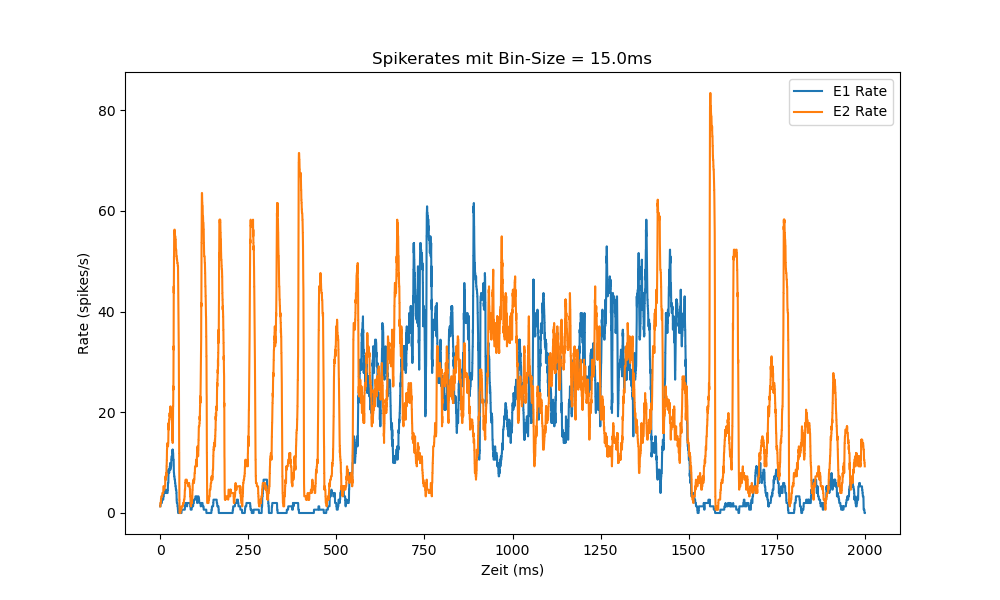 Spikerates mit Bin-Size = 15.0ms
E1 Rate
E2 Rate
80
60
40
20
0
Rate (spikes/s)
0 250 500 750 1000 1250 1500 1750 2000
Zeit (ms)